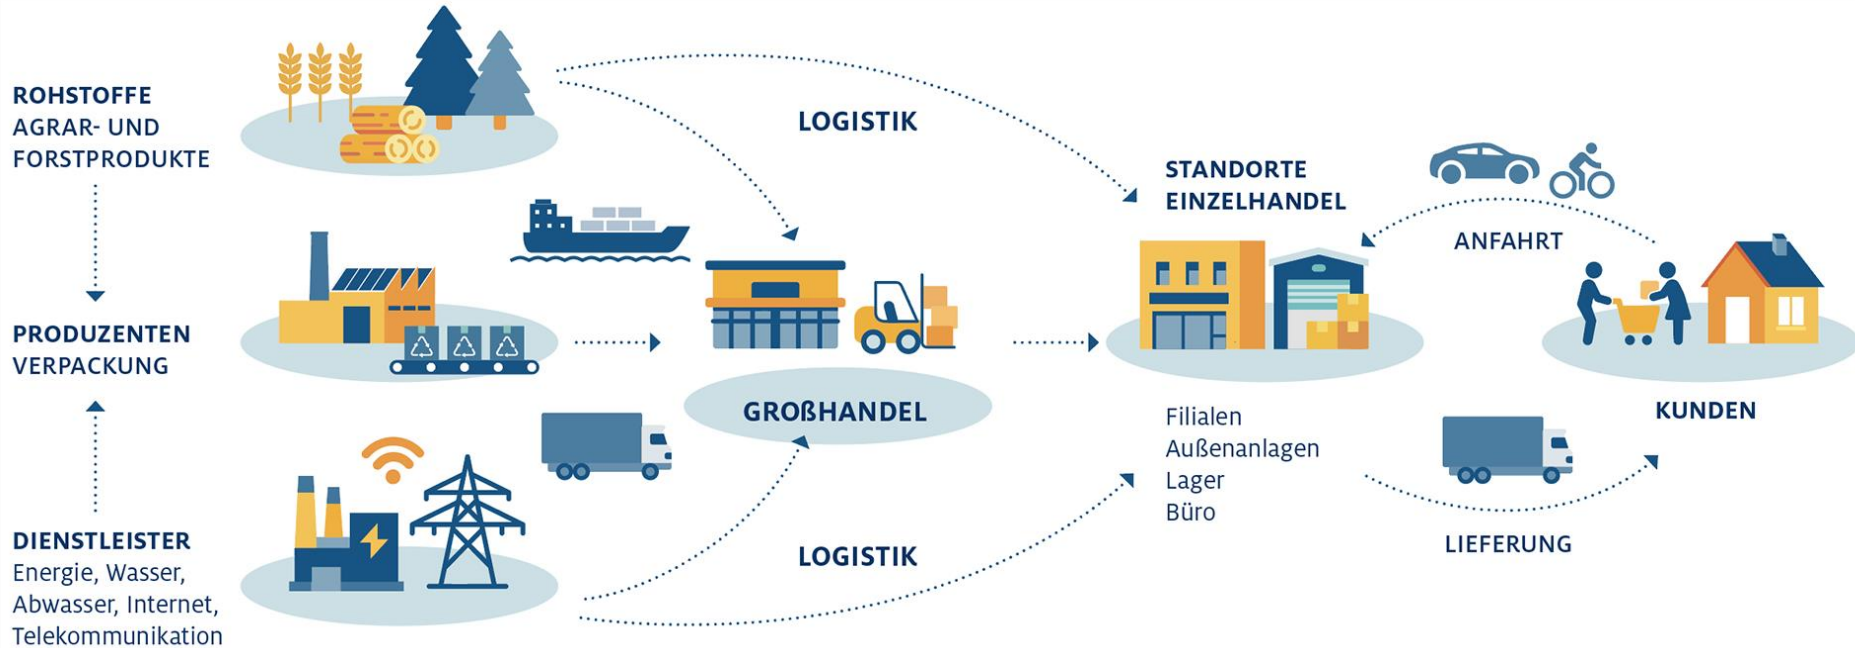 ROHSTOFFE
AGRAR- UND
FORSTPRODUKTE
PRODUZENTEN
VERPACKUNG
DIENSTLEISTER
Energie, Wasser,
Abwasser, Internet,
Telekommunikation
LOGISTIK
GROßHANDEL
LOGISTIK
STANDORTE
EINZELHANDEL
Filialen
Außenanlagen
Lager
Büro
ANFAHRT
KUNDEN
LIEFERUNG